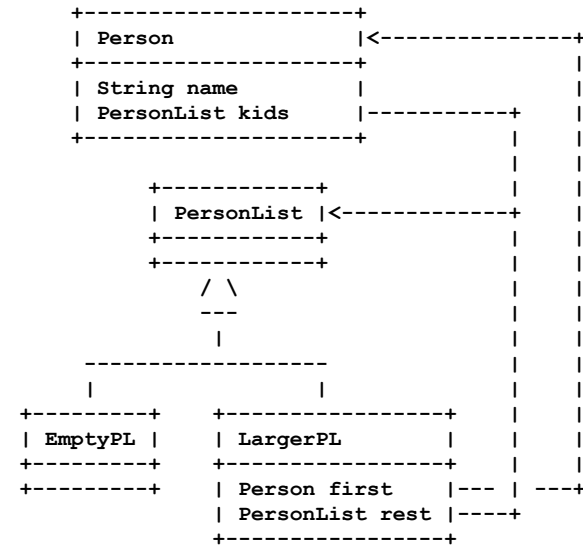 Person
String name
PersonList kids
PersonList
EmptyPL
LargerPL
Person first
PersonList rest